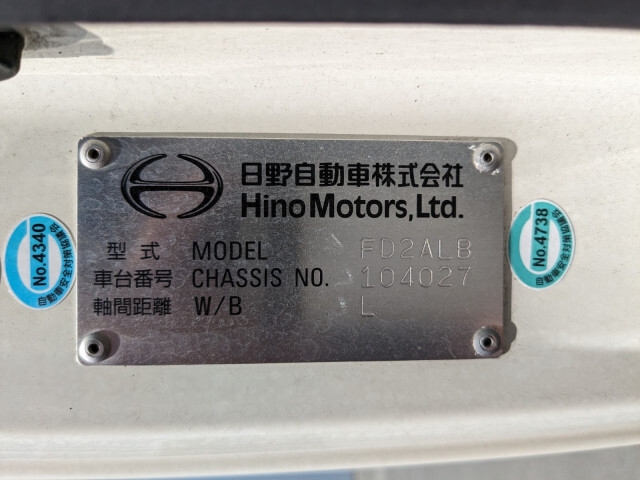 日野自動車株式会社
Hino Motors, Ltd.
型式 MODEL FD2ALB
車台番号 CHASSIS NO. 104027
軸間距離 W/B L
No.4340
No.4738